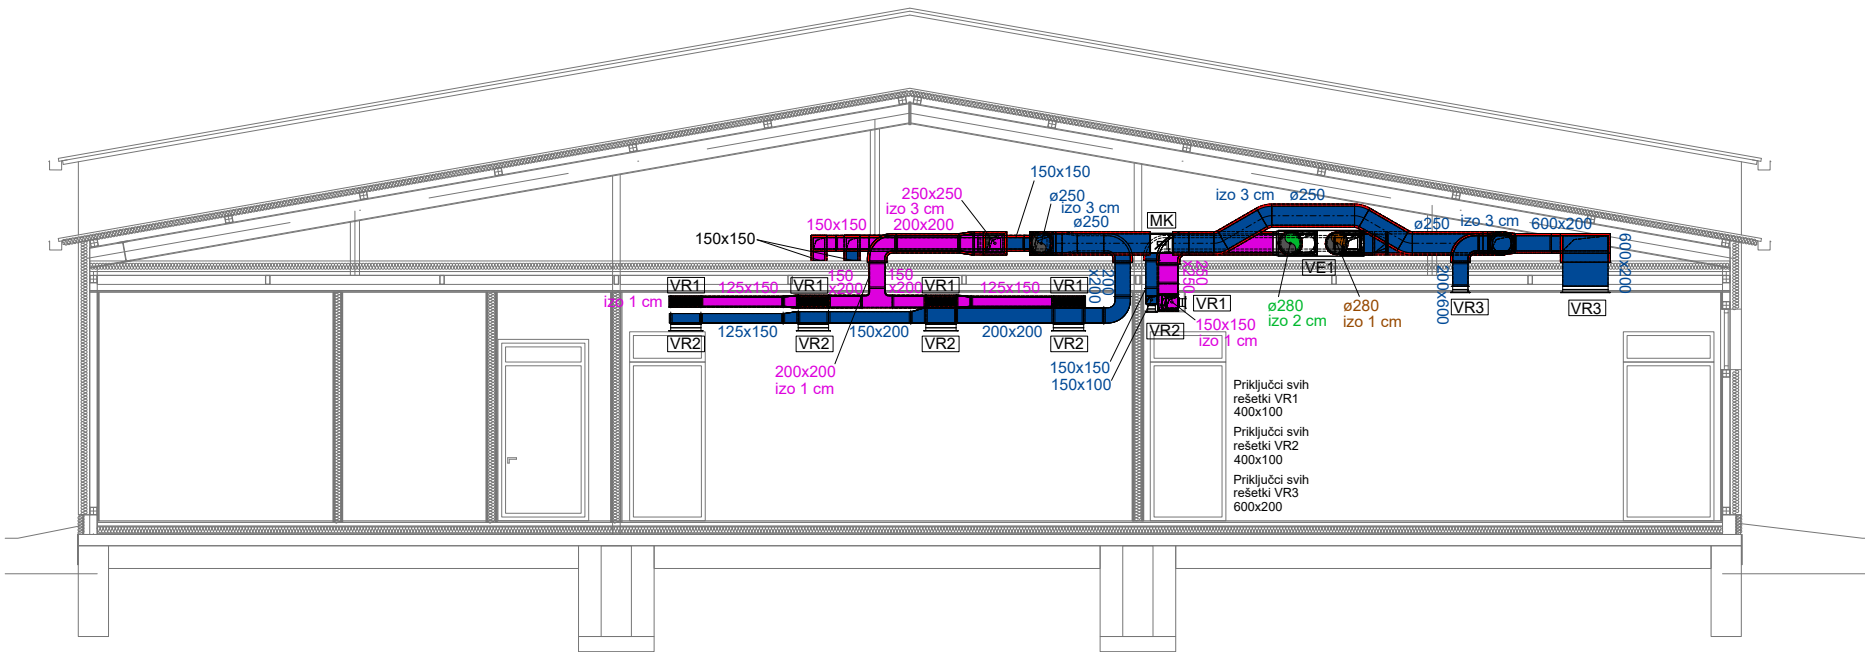 150x150
250x250
izo 3 cm
200x200
150x150
150x150
ø250
izo 3 cm
ø250
MK
izo 3 cm
ø250
ø250
izo 3 cm
600x200
600x200
VE1
VR1
VR1
VR1
VR1
izo 1 cm
125x150
150
x200
150
x200
125x150
200
x200
250
x250
VR1
200x600
VR3
VR3
ø280
izo 2 cm
ø280
izo 1 cm
VR2
VR2
VR2
VR2
VR2
125x150
150x200
200x200
150x150
izo 1 cm
200x200
izo 1 cm
150x150
150x100
Priključci svih
rešetki VR1
400x100
Priključci svih
rešetki VR2
400x100
Priključci svih
rešetki VR3
600x200